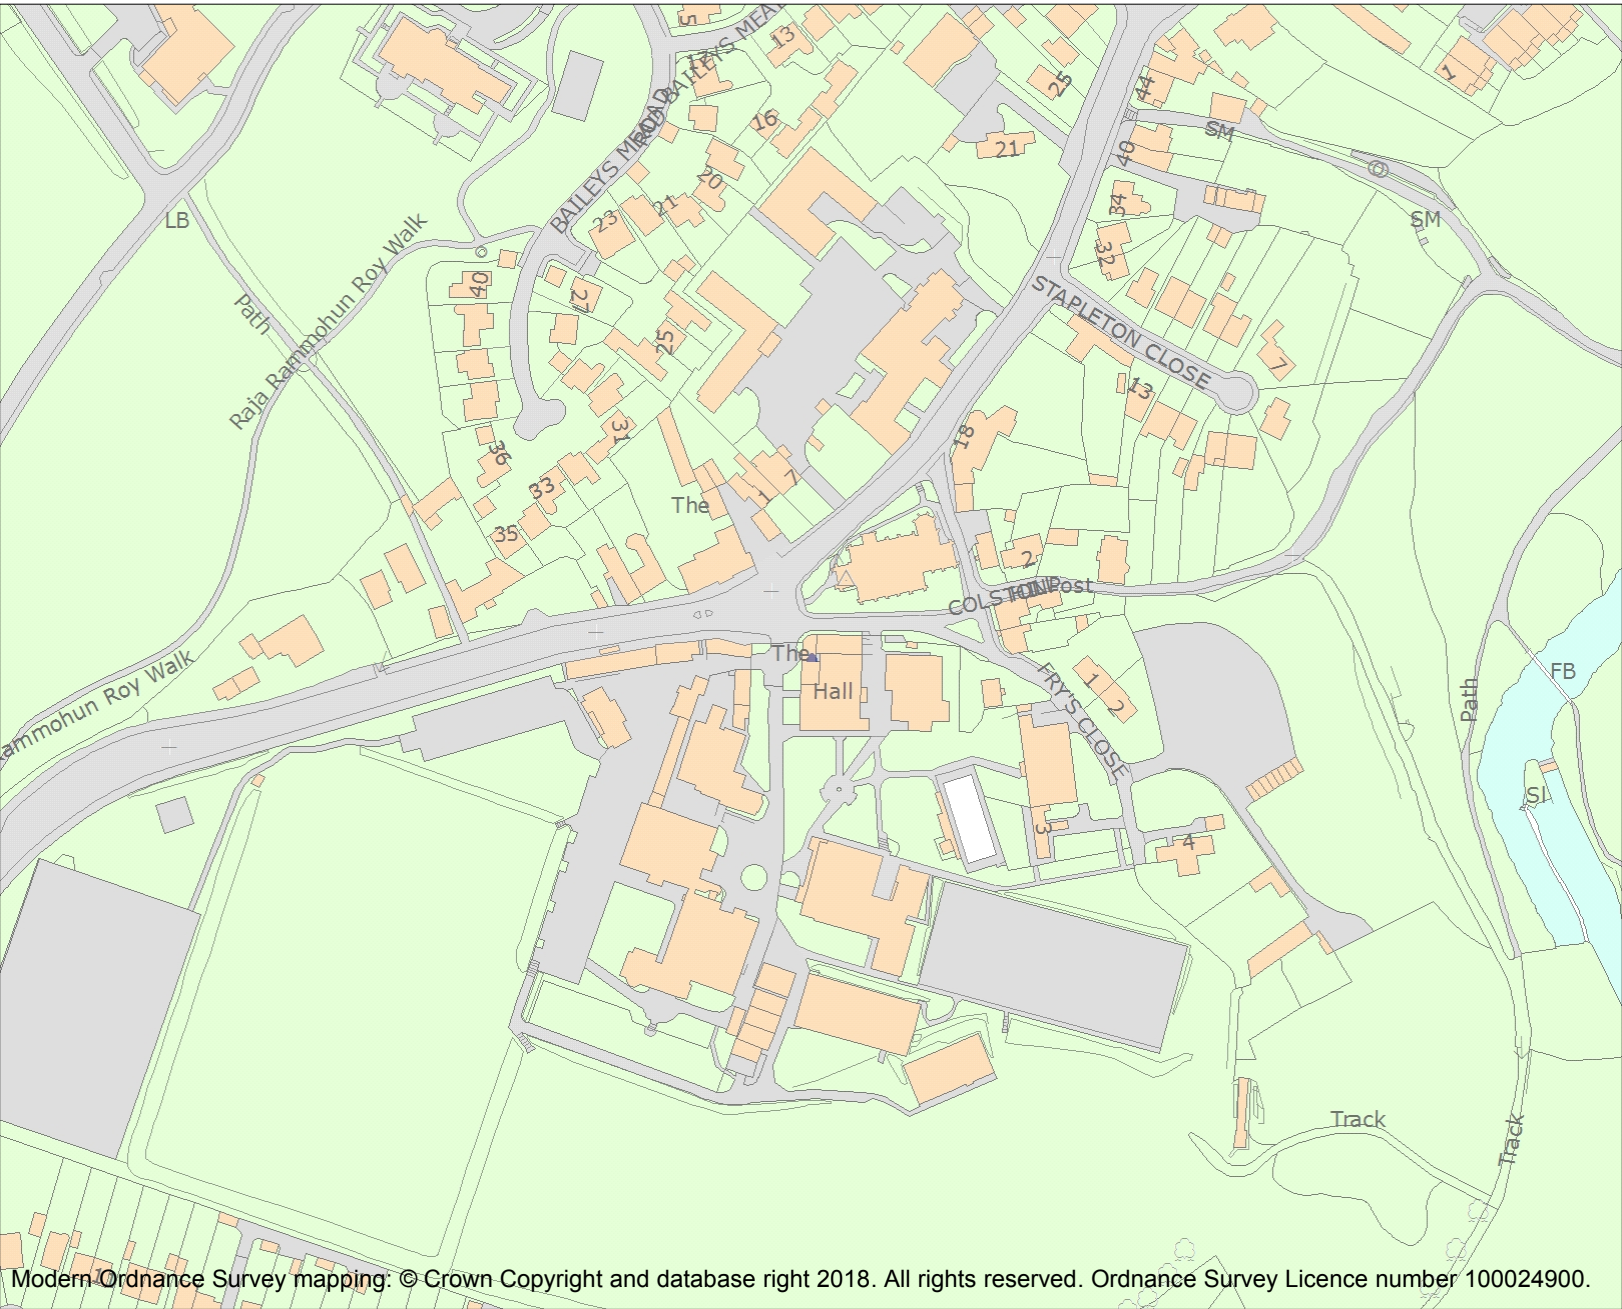 5
BAILEYS MEAD
13
BAILEYS MEAD ROAD
25
44
1
16
SM
21
40
20
34
LB
23
21
SM
Raja Rammohun Roy Walk
32
40
27
Path
STAPLETON CLOSE
25
7
13
31
18
36
33
7
1
The
35
2
COLSTON
Post
The
Rammohun Roy Walk
Hall
FRY'S CLOSE
1
2
Path
FB
Sl
3
4
Track
Track
Modern Ordnance Survey mapping: © Crown Copyright and database right 2018. All rights reserved. Ordnance Survey Licence number 100024900.